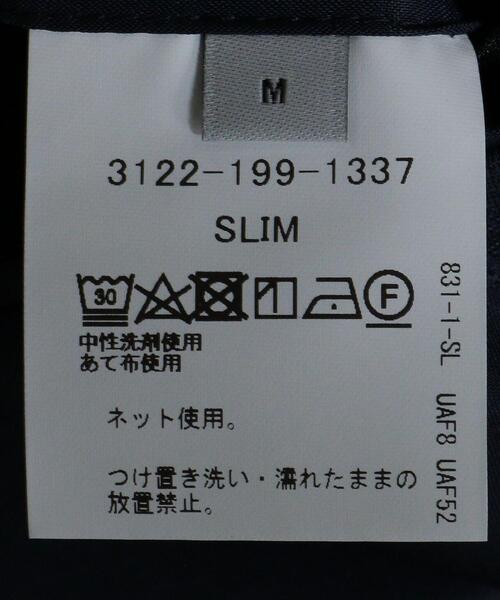 M
3122-199-1337
SLIM
30
F
中性洗剤使用
あて布使用
ネット使用。
つけ置き洗い・濡れたままの
放置禁止。
831-1-SL UAF8 UAF52